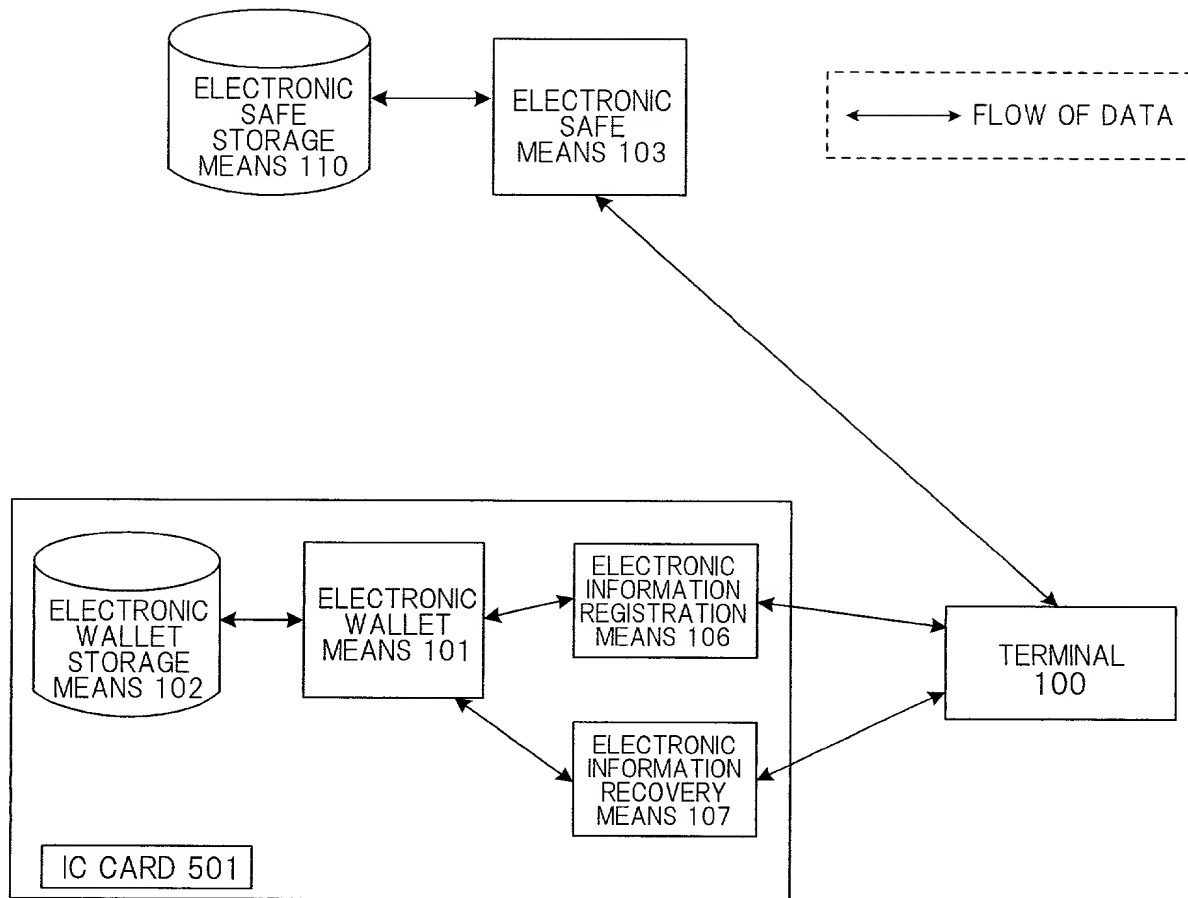 ELECTRONIC
SAFE
STORAGE
MEANS 110
ELECTRONIC
SAFE
MEANS 103
FLOW OF DATA
ELECTRONIC
WALLET
STORAGE
MEANS 102
ELECTRONIC
WALLET
MEANS 101
ELECTRONIC
INFORMATION
REGISTRATION
MEANS 106
ELECTRONIC
INFORMATION
RECOVERY
MEANS 107
TERMINAL
100
IC CARD 501